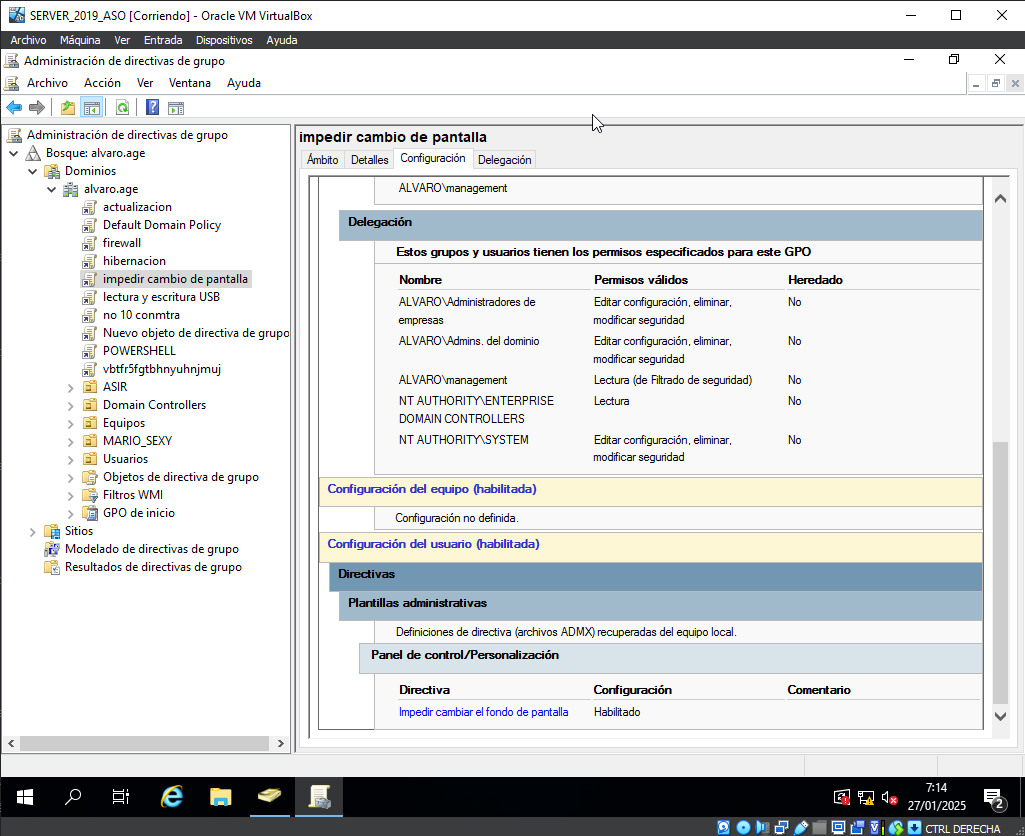 SERVER_2019_ASO [Corriendo] - Oracle VM VirtualBox
Archivo Máquina Ver Entrada Dispositivos Ayuda
Administración de directivas de grupo
Archivo Acción Ver Ventana Ayuda
Administración de directivas de grupo
Bosque: alvaro.age
Dominios
alvaro.age
actualizacion
Default Domain Policy
firewall
hibernacion
impedir cambio de pantalla
lectura y escritura USB
no 10 conmtra
Nuevo objeto de directiva de grupo
POWERSHELL
vbtfr5fgtbhnyuhnjmuj
ASIR
Domain Controllers
Equipos
MARIO_SEXY
Usuarios
Objetos de directiva de grupo
Filtros WMI
GPO de inicio
Sitios
Modelado de directivas de grupo
Resultados de directivas de grupo
impedir cambio de pantalla
Ámbito Detalles Configuración Delegación
ALVARO\management
Delegación
Estos grupos y usuarios tienen los permisos especificados para este GPO
Nombre Permisos válidos Heredado
ALVARO\Administradores de empresas Editar configuración, eliminar, modificar seguridad No
ALVARO\Admins. del dominio Editar configuración, eliminar, modificar seguridad No
ALVARO\management Lectura (de Filtrado de seguridad) No
NT AUTHORITY\ENTERPRISE DOMAIN CONTROLLERS Lectura No
NT AUTHORITY\SYSTEM Editar configuración, eliminar, modificar seguridad No
Configuración del equipo (habilitada)
Configuración no definida.
Configuración del usuario (habilitada)
Directivas
Plantillas administrativas
Definiciones de directiva (archivos ADMX) recuperadas del equipo local.
Panel de control/Personalización
Directiva Configuración Comentario
Impedir cambiar el fondo de pantalla Habilitado
7:14
27/01/2025
2
CTRL DERECHA